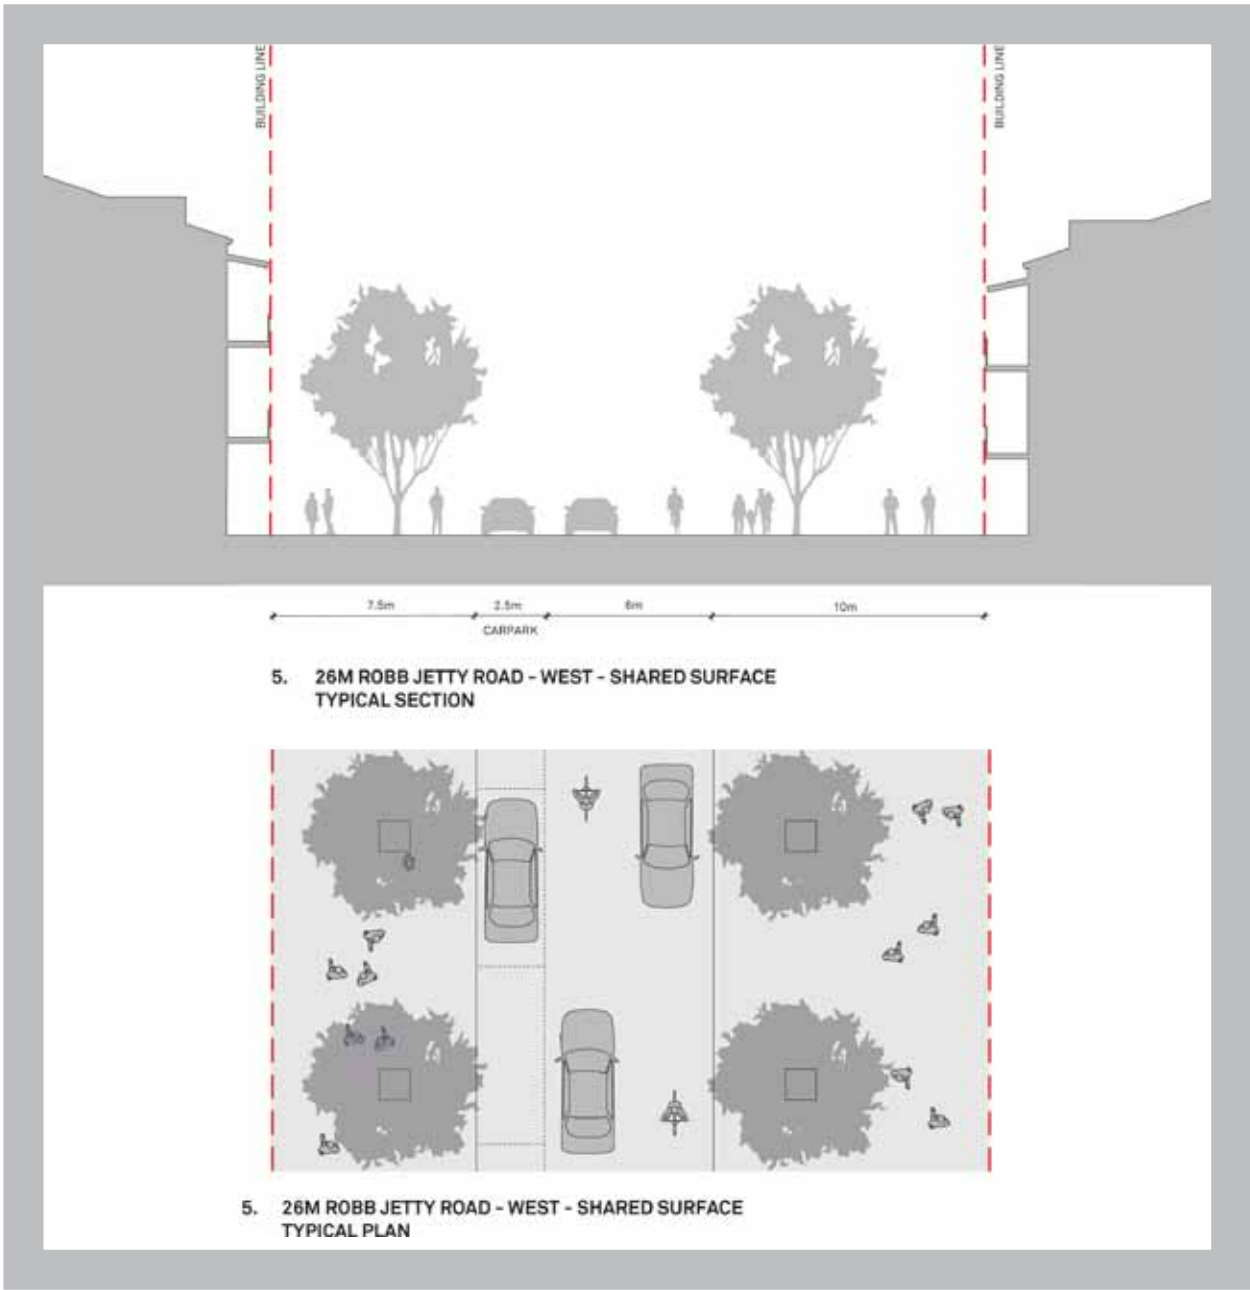 BUILDING LINE
BUILDING LINE
7.5m
2.5m
6m
10m
CARPARK
5. 26M ROBB JETTY ROAD - WEST - SHARED SURFACE
TYPICAL SECTION
5. 26M ROBB JETTY ROAD - WEST - SHARED SURFACE
TYPICAL PLAN